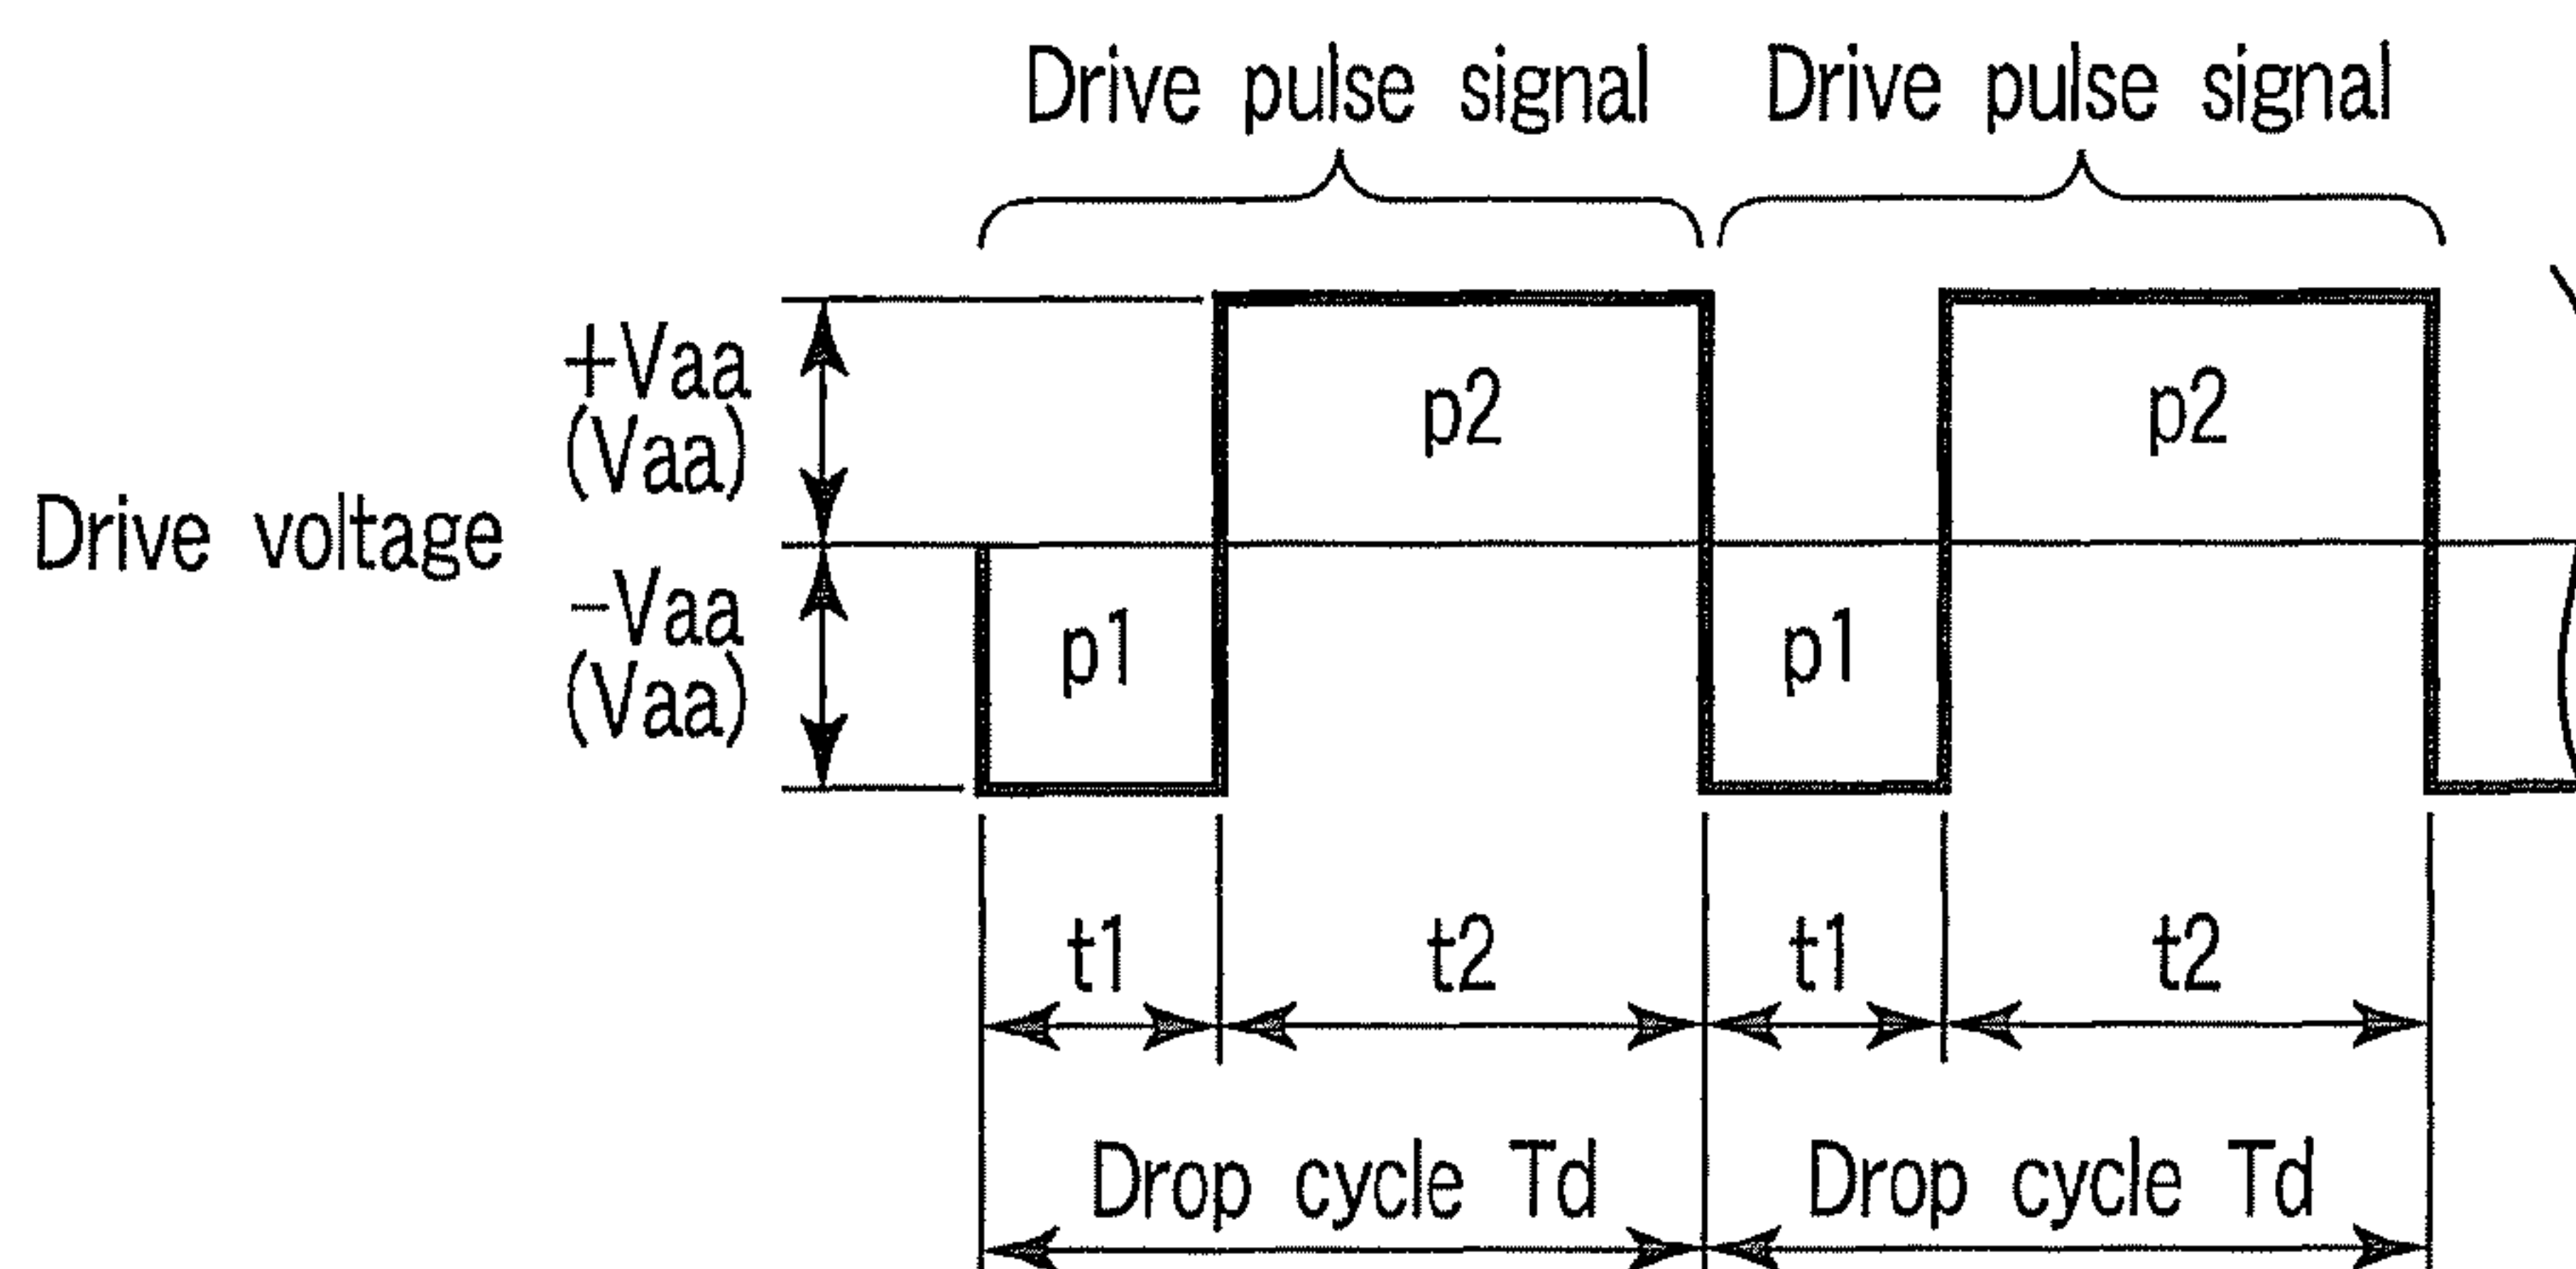 Drive pulse signal Drive pulse signal
+Vaa
(Vaa)
p2 p2
Drive voltage
-Vaa
(Vaa)
p1 p1
t1 t2 t1 t2
Drop cycle Td Drop cycle Td